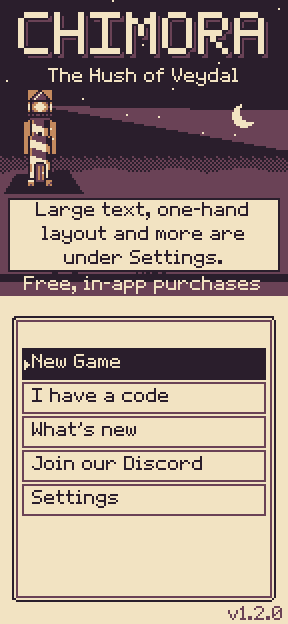 CHIMORA
The Hush of Veydal
Large text, one-hand
layout and more are
under Settings.
Free, in-app purchases
New Game
I have a code
What's new
Join our Discord
Settings
v1.2.0